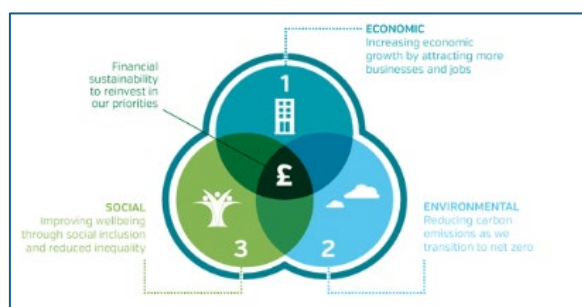 ECONOMIC
Increasing economic
growth by attracting more
businesses and jobs
Financial
sustainability
to reinvest in
our priorities
1
£
SOCIAL
Improving wellbeing
through social inclusion
and reduced inequality
3
2
ENVIRONMENTAL
Reducing carbon
emissions as we
transition to net zero